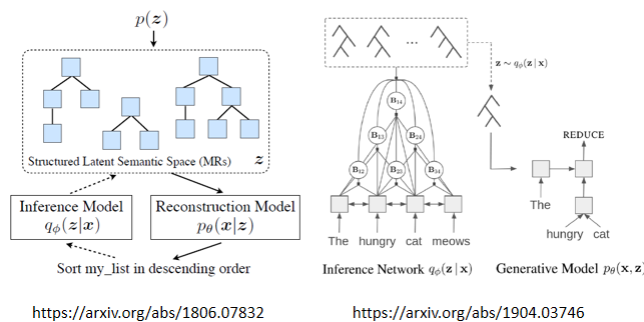 p(z)
Structured Latent Semantic Space (MRs) z
Inference Model
qϕ(z|x)
Reconstruction Model
pθ(x|z)
Sort my_list in descending order
https://arxiv.org/abs/1806.07832
...
z ∼ qϕ(z | x)
B14
B13 B24
B12 B23 B34
The hungry cat meows
Inference Network qϕ(z | x)
REDUCE
The
hungry cat
Generative Model pθ(x, z)
https://arxiv.org/abs/1904.03746